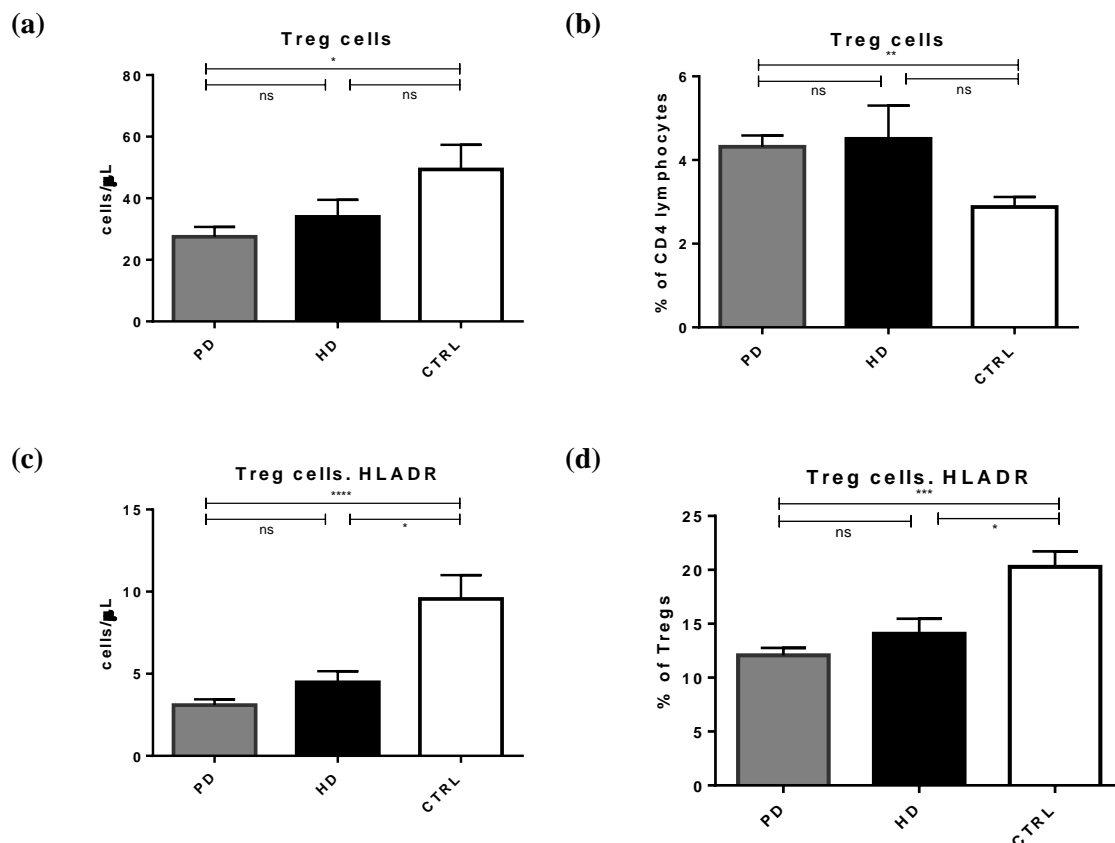 (a)
Treg cells
*
ns ns
80
60
40
20
0
cells/µL
PD HD CTRL
(b)
Treg cells
**
ns ns
6
4
2
0
% of CD4 lymphocytes
PD HD CTRL
(c)
Treg cells. HLADR
****
ns *
15
10
5
0
cells/µL
PD HD CTRL
(d)
Treg cells. HLADR
***
ns *
25
20
15
10
5
0
% of Tregs
PD HD CTRL